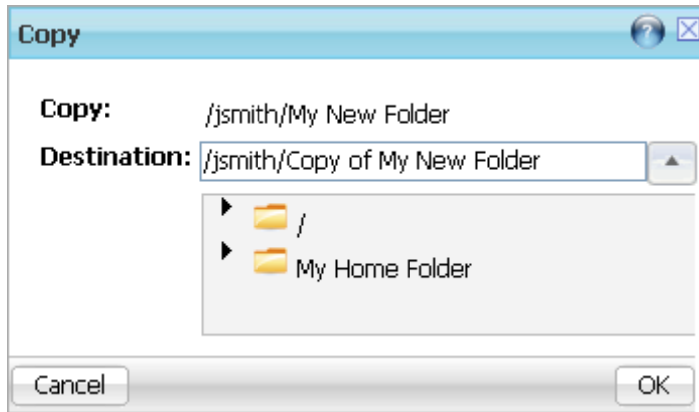 Copy
Copy: /jsmith/My New Folder
Destination: /jsmith/Copy of My New Folder
/
My Home Folder
Cancel OK